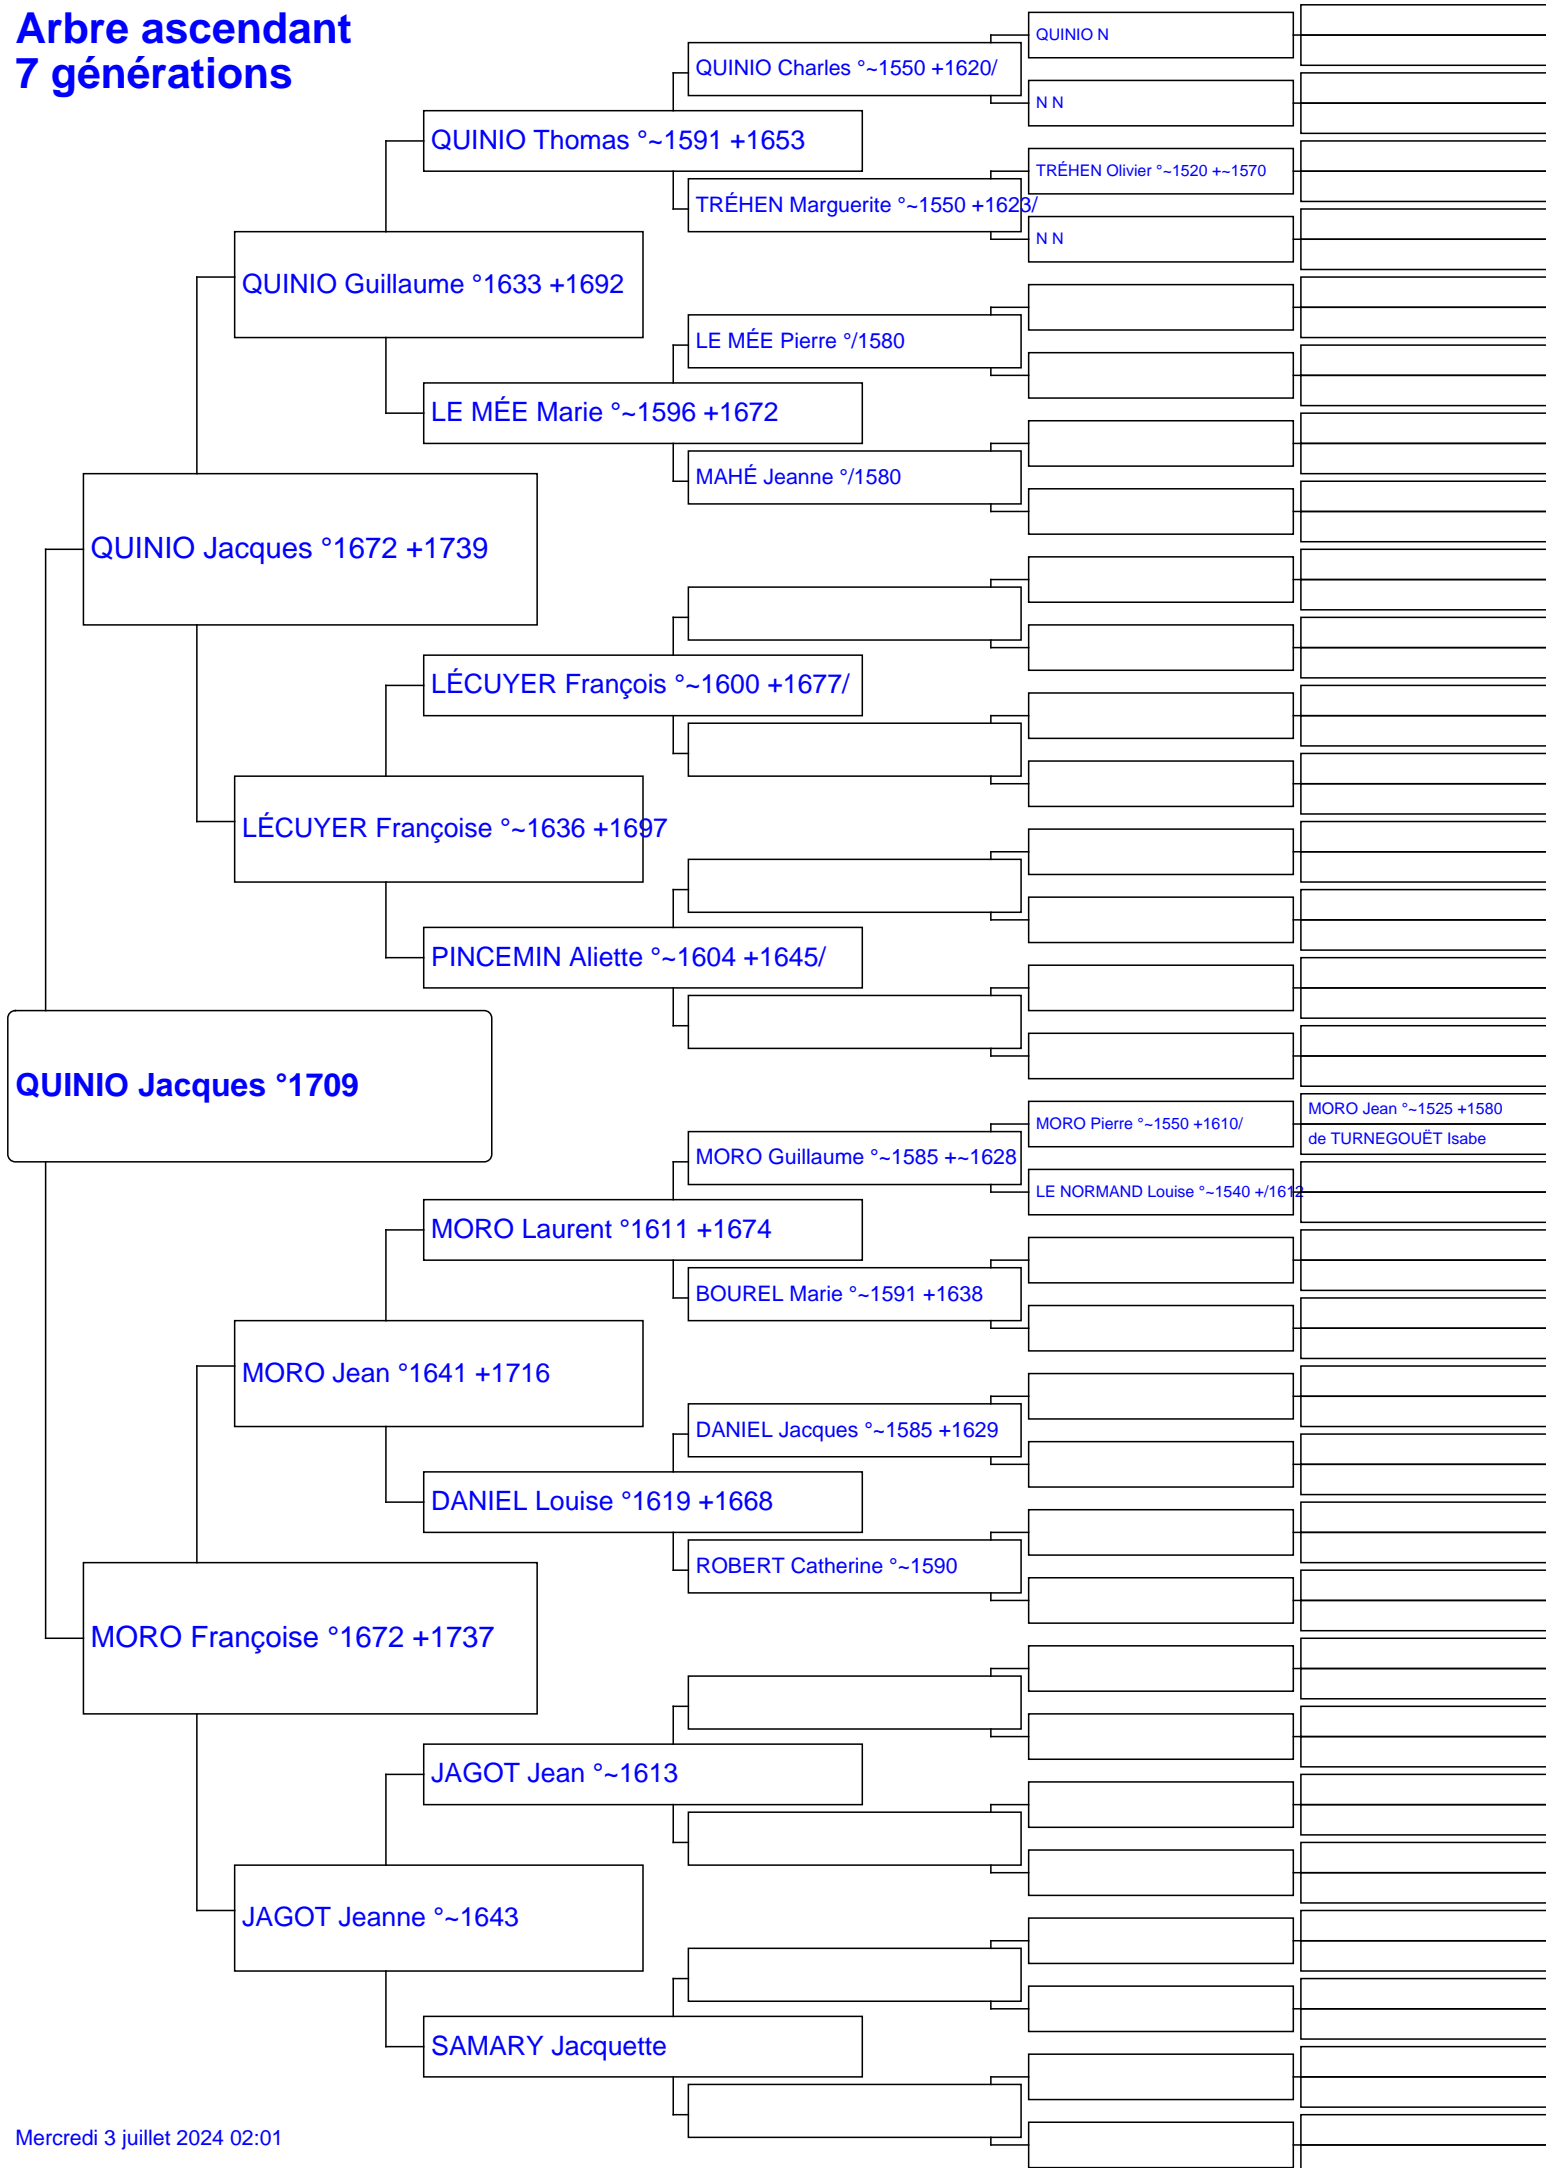 Arbre ascendant
7 générations
QUINIO N
QUINIO Charles °~1550 +1620/
N N
QUINIO Thomas °~1591 +1653
TRÉHEN Olivier °~1520 +~1570
TRÉHEN Marguerite °~1550 +1623/
N N
QUINIO Guillaume °1633 +1692
LE MÉE Pierre °/1580
LE MÉE Marie °~1596 +1672
MAHÉ Jeanne °/1580
QUINIO Jacques °1672 +1739
LÉCUYER François °~1600 +1677/
LÉCUYER Françoise °~1636 +1697
PINCEMIN Aliette °~1604 +1645/
QUINIO Jacques °1709
MORO Jean °~1525 +1580
MORO Pierre °~1550 +1610/
de TURNEGOUËT Isabe
MORO Guillaume °~1585 +~1628
LE NORMAND Louise °~1540 +/1612
MORO Laurent °1611 +1674
BOUREL Marie °~1591 +1638
MORO Jean °1641 +1716
DANIEL Jacques °~1585 +1629
DANIEL Louise °1619 +1668
ROBERT Catherine °~1590
MORO Françoise °1672 +1737
JAGOT Jean °~1613
JAGOT Jeanne °~1643
SAMARY Jacquette
Mercredi 3 juillet 2024 02:01